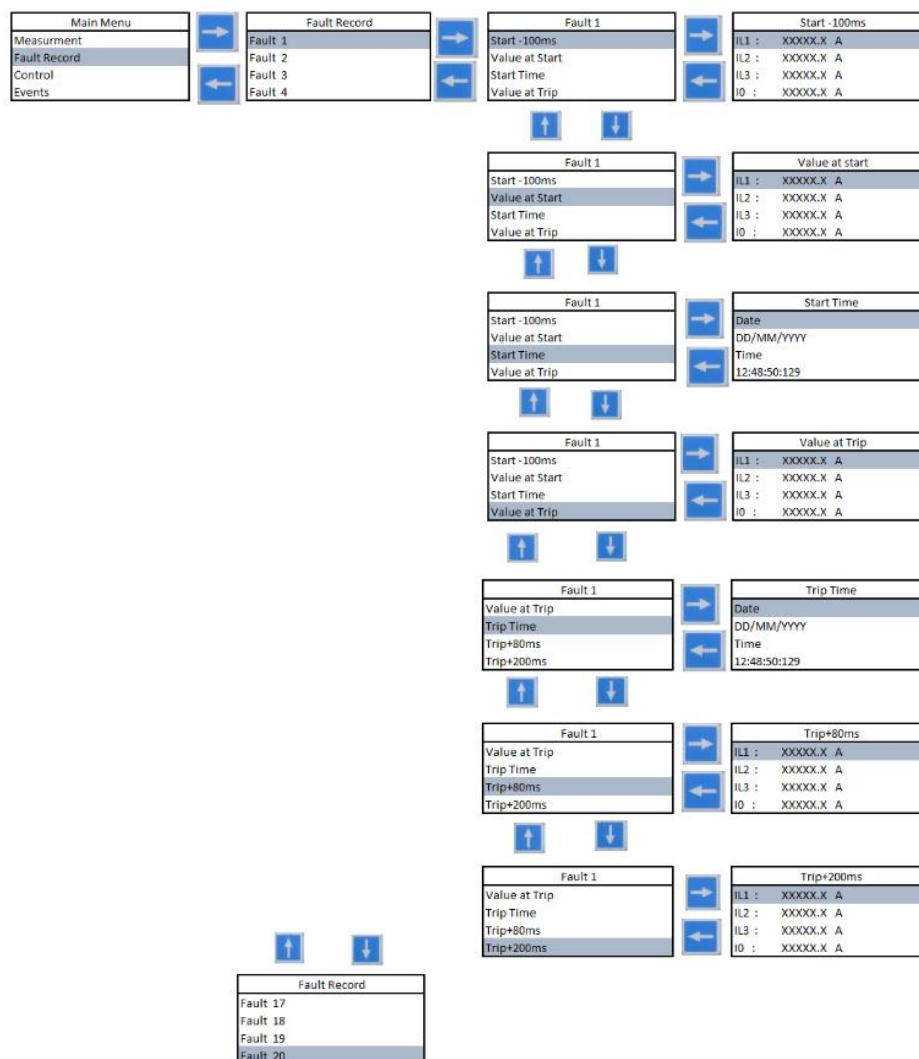 Main Menu
Measurment
Fault Record
Control
Events
Fault Record
Fault 1
Fault 2
Fault 3
Fault 4
Fault 1
Start -100ms
Value at Start
Start Time
Value at Trip
Start -100ms
IL1 : XXXXX.X A
IL2 : XXXXX.X A
IL3 : XXXXX.X A
I0 : XXXXX.X A
Fault 1
Start -100ms
Value at Start
Start Time
Value at Trip
Value at start
IL1 : XXXXX.X A
IL2 : XXXXX.X A
IL3 : XXXXX.X A
I0 : XXXXX.X A
Fault 1
Start -100ms
Value at Start
Start Time
Value at Trip
Start Time
Date
DD/MM/YYYY
Time
12:48:50:129
Fault 1
Start -100ms
Value at Start
Start Time
Value at Trip
Value at Trip
IL1 : XXXXX.X A
IL2 : XXXXX.X A
IL3 : XXXXX.X A
I0 : XXXXX.X A
Fault 1
Value at Trip
Trip Time
Trip+80ms
Trip+200ms
Trip Time
Date
DD/MM/YYYY
Time
12:48:50:129
Fault 1
Value at Trip
Trip Time
Trip+80ms
Trip+200ms
Trip+80ms
IL1 : XXXXX.X A
IL2 : XXXXX.X A
IL3 : XXXXX.X A
I0 : XXXXX.X A
Fault 1
Value at Trip
Trip Time
Trip+80ms
Trip+200ms
Trip+200ms
IL1 : XXXXX.X A
IL2 : XXXXX.X A
IL3 : XXXXX.X A
I0 : XXXXX.X A
Fault Record
Fault 17
Fault 18
Fault 19
Fault 20